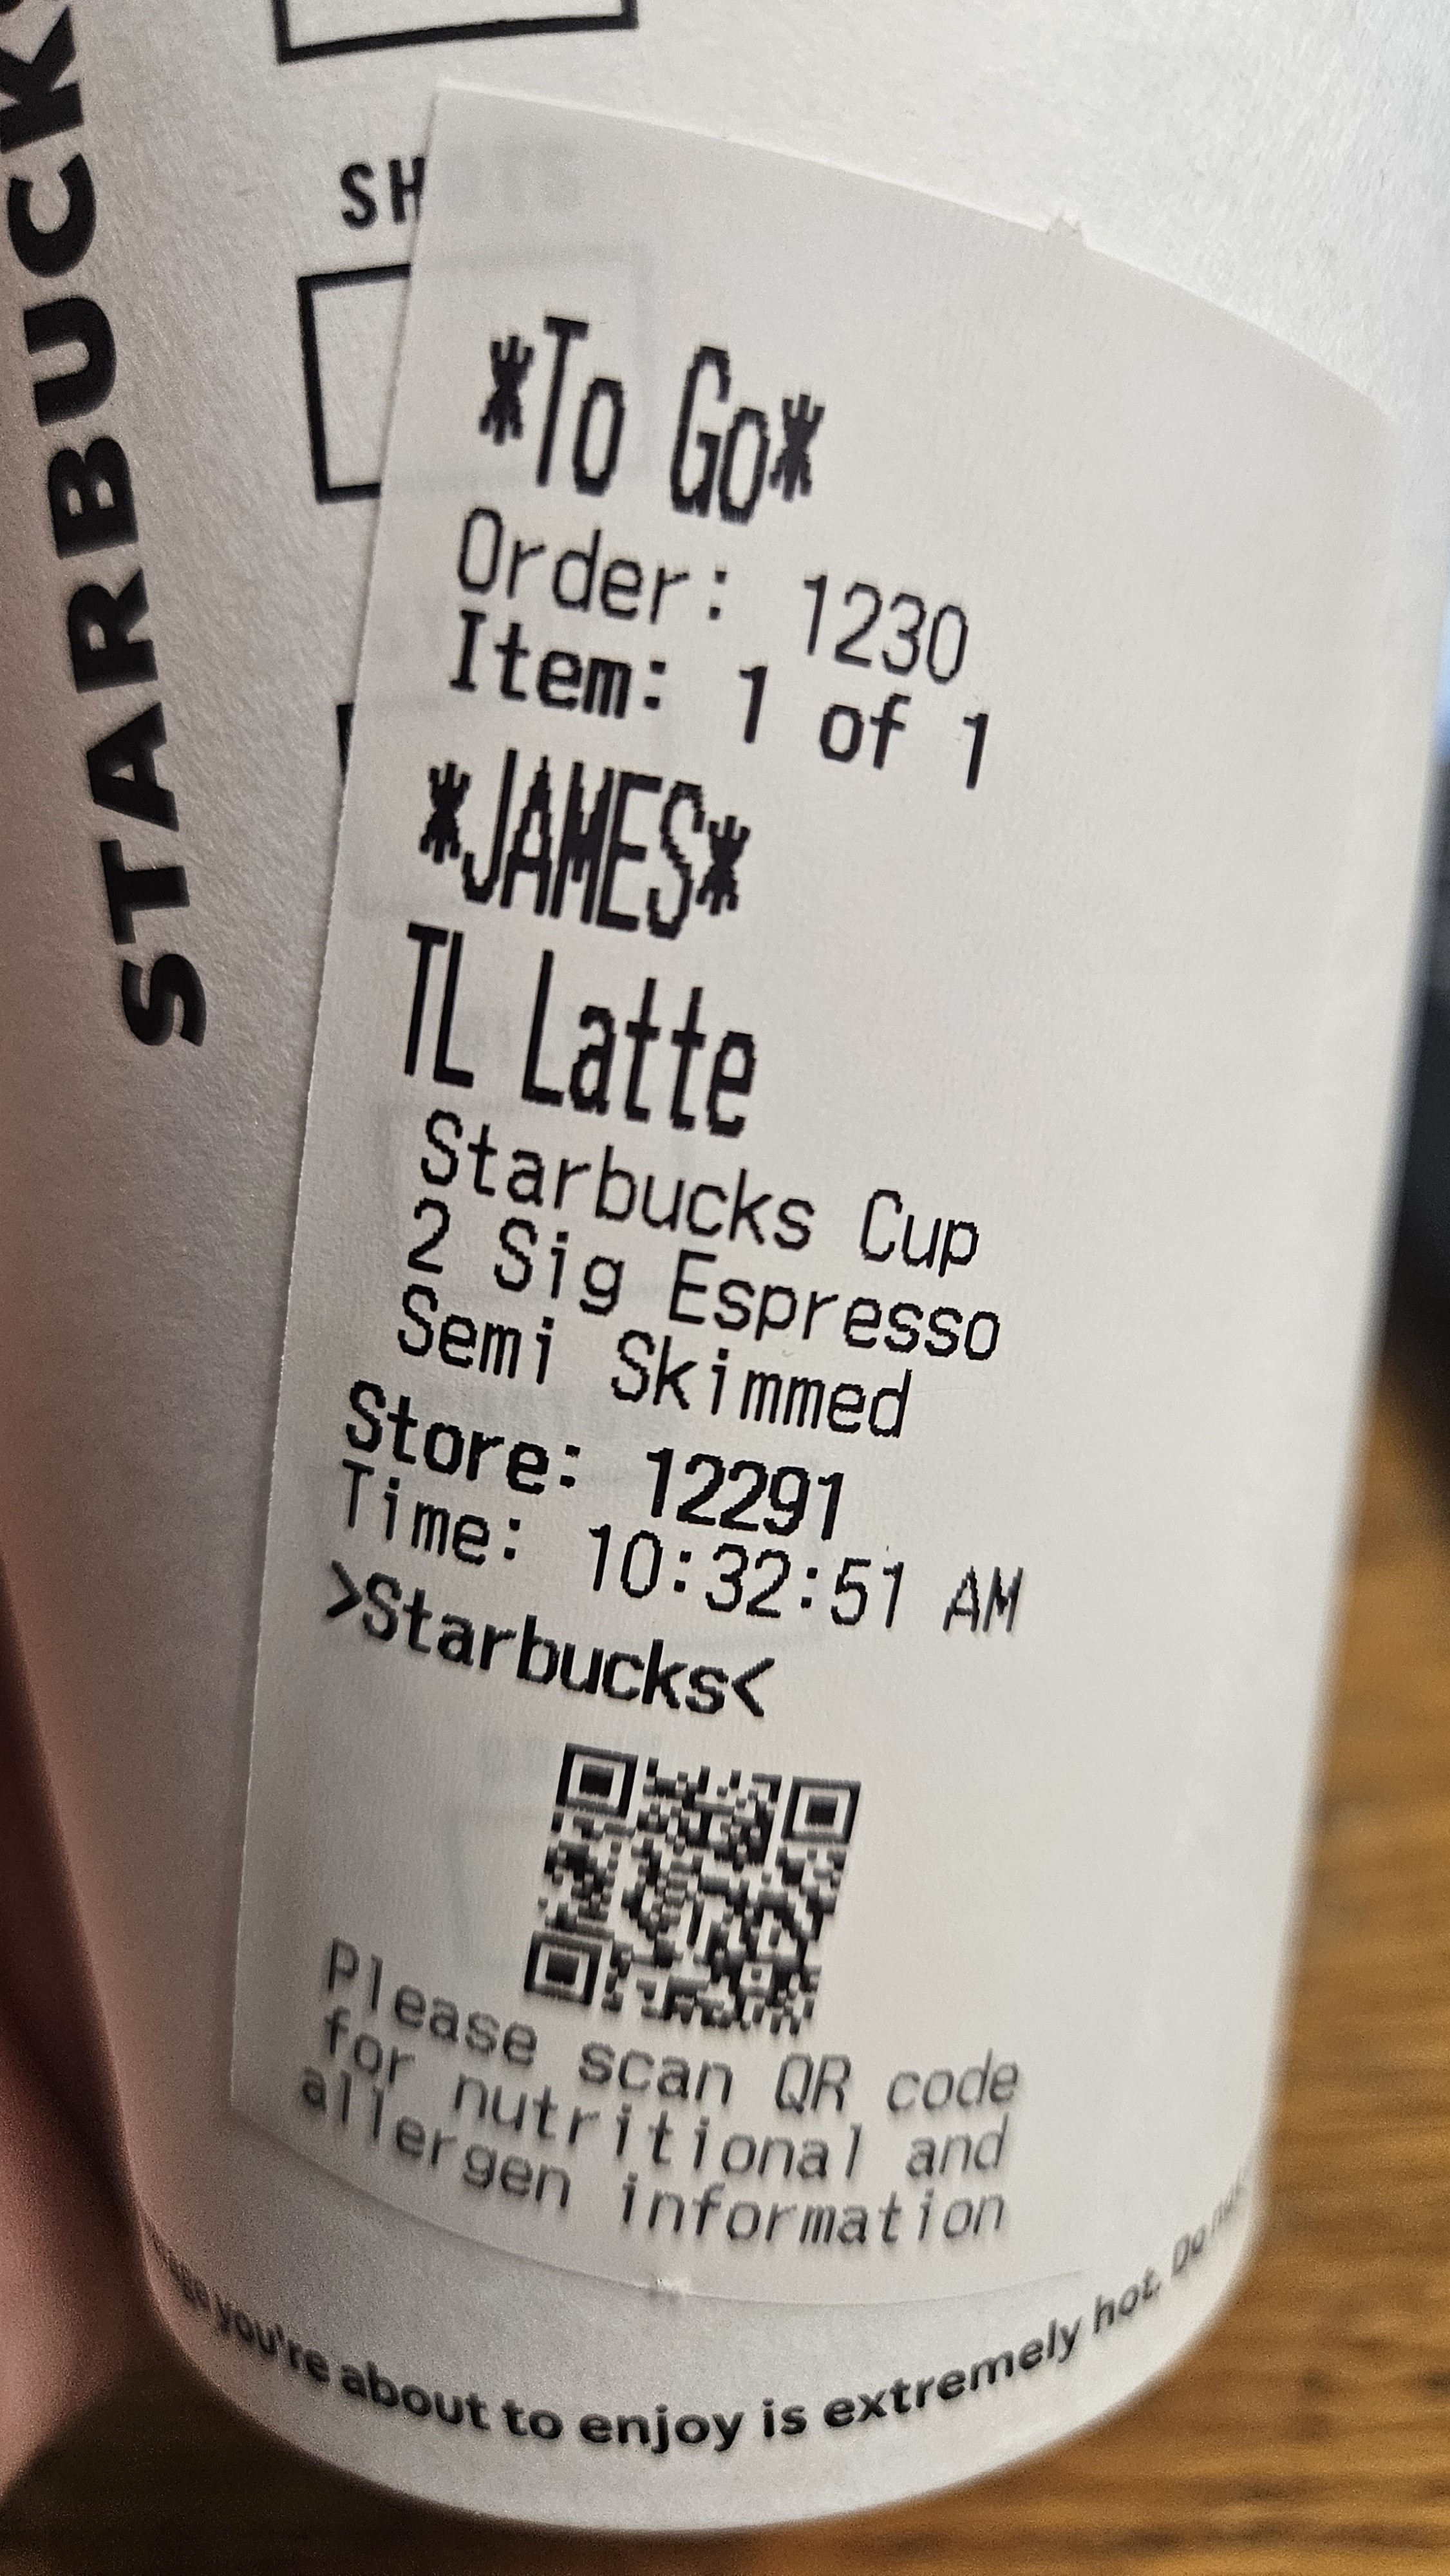 STARBUCK
SH
*To Go*
Order: 1230
Item: 1 of 1
*JAMES*
TL Latte
Starbucks Cup
2 Sig Espresso
Semi Skimmed
Store: 12291
Time: 10:32:51 AM
>Starbucks<
Please scan QR code
for nutritional and
allergen information
you're about to enjoy is extremely hot. Do